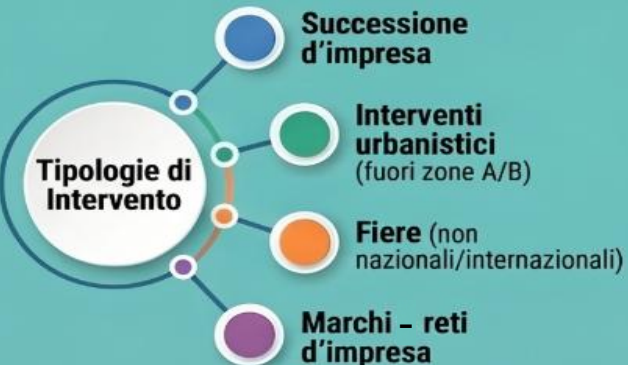 Tipologie di
Intervento
Successione
d'impresa
Interventi
urbanistici
(fuori zone A/B)
Fiere (non
nazionali/internazionali)
Marchi – reti
d'impresa